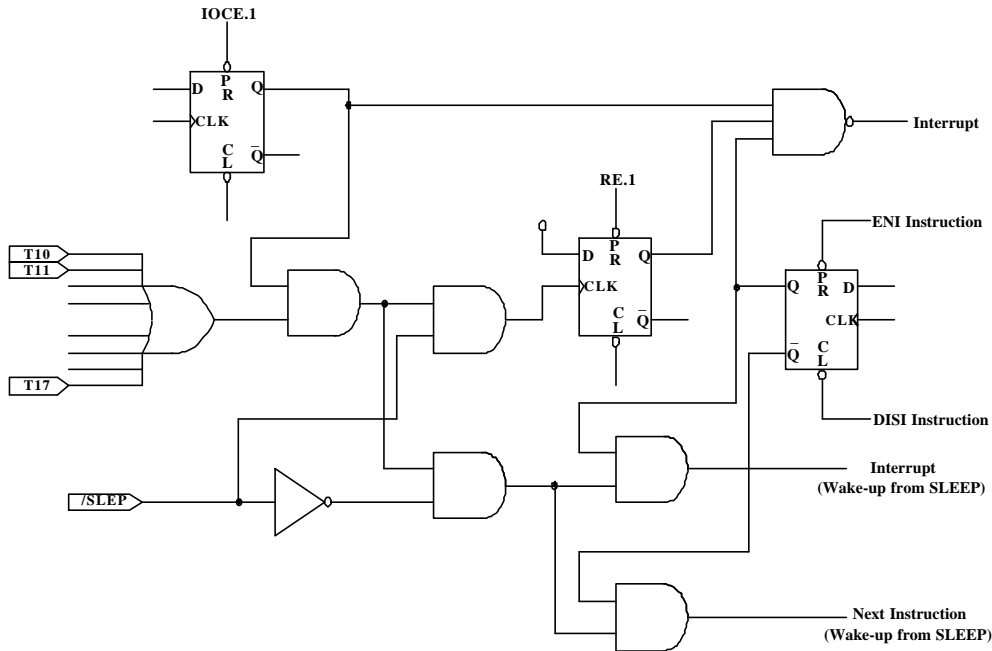 IOCE.1
D
P
R
Q
CLK
C
L
Q̅
Interrupt
RE.1
ENI Instruction
D
P
R
Q
CLK
C
L
Q̅
Q
P
R
D
CLK
Q̅
C
L
T10
T11
T17
DISI Instruction
/SLEP
Interrupt
(Wake-up from SLEEP)
Next Instruction
(Wake-up from SLEEP)